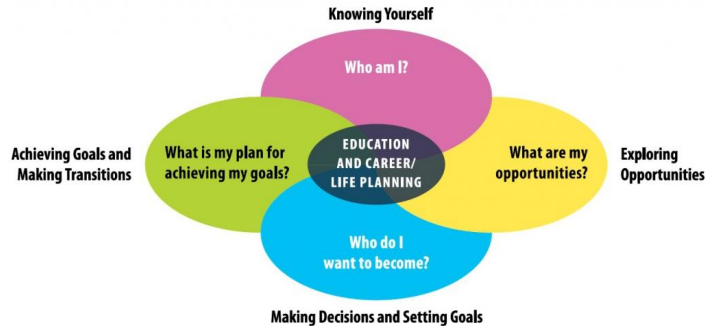 Knowing Yourself
Who am I?
Achieving Goals and
Making Transitions
What is my plan for
achieving my goals?
EDUCATION
AND CAREER/
LIFE PLANNING
What are my
opportunities?
Exploring
Opportunities
Who do I
want to become?
Making Decisions and Setting Goals